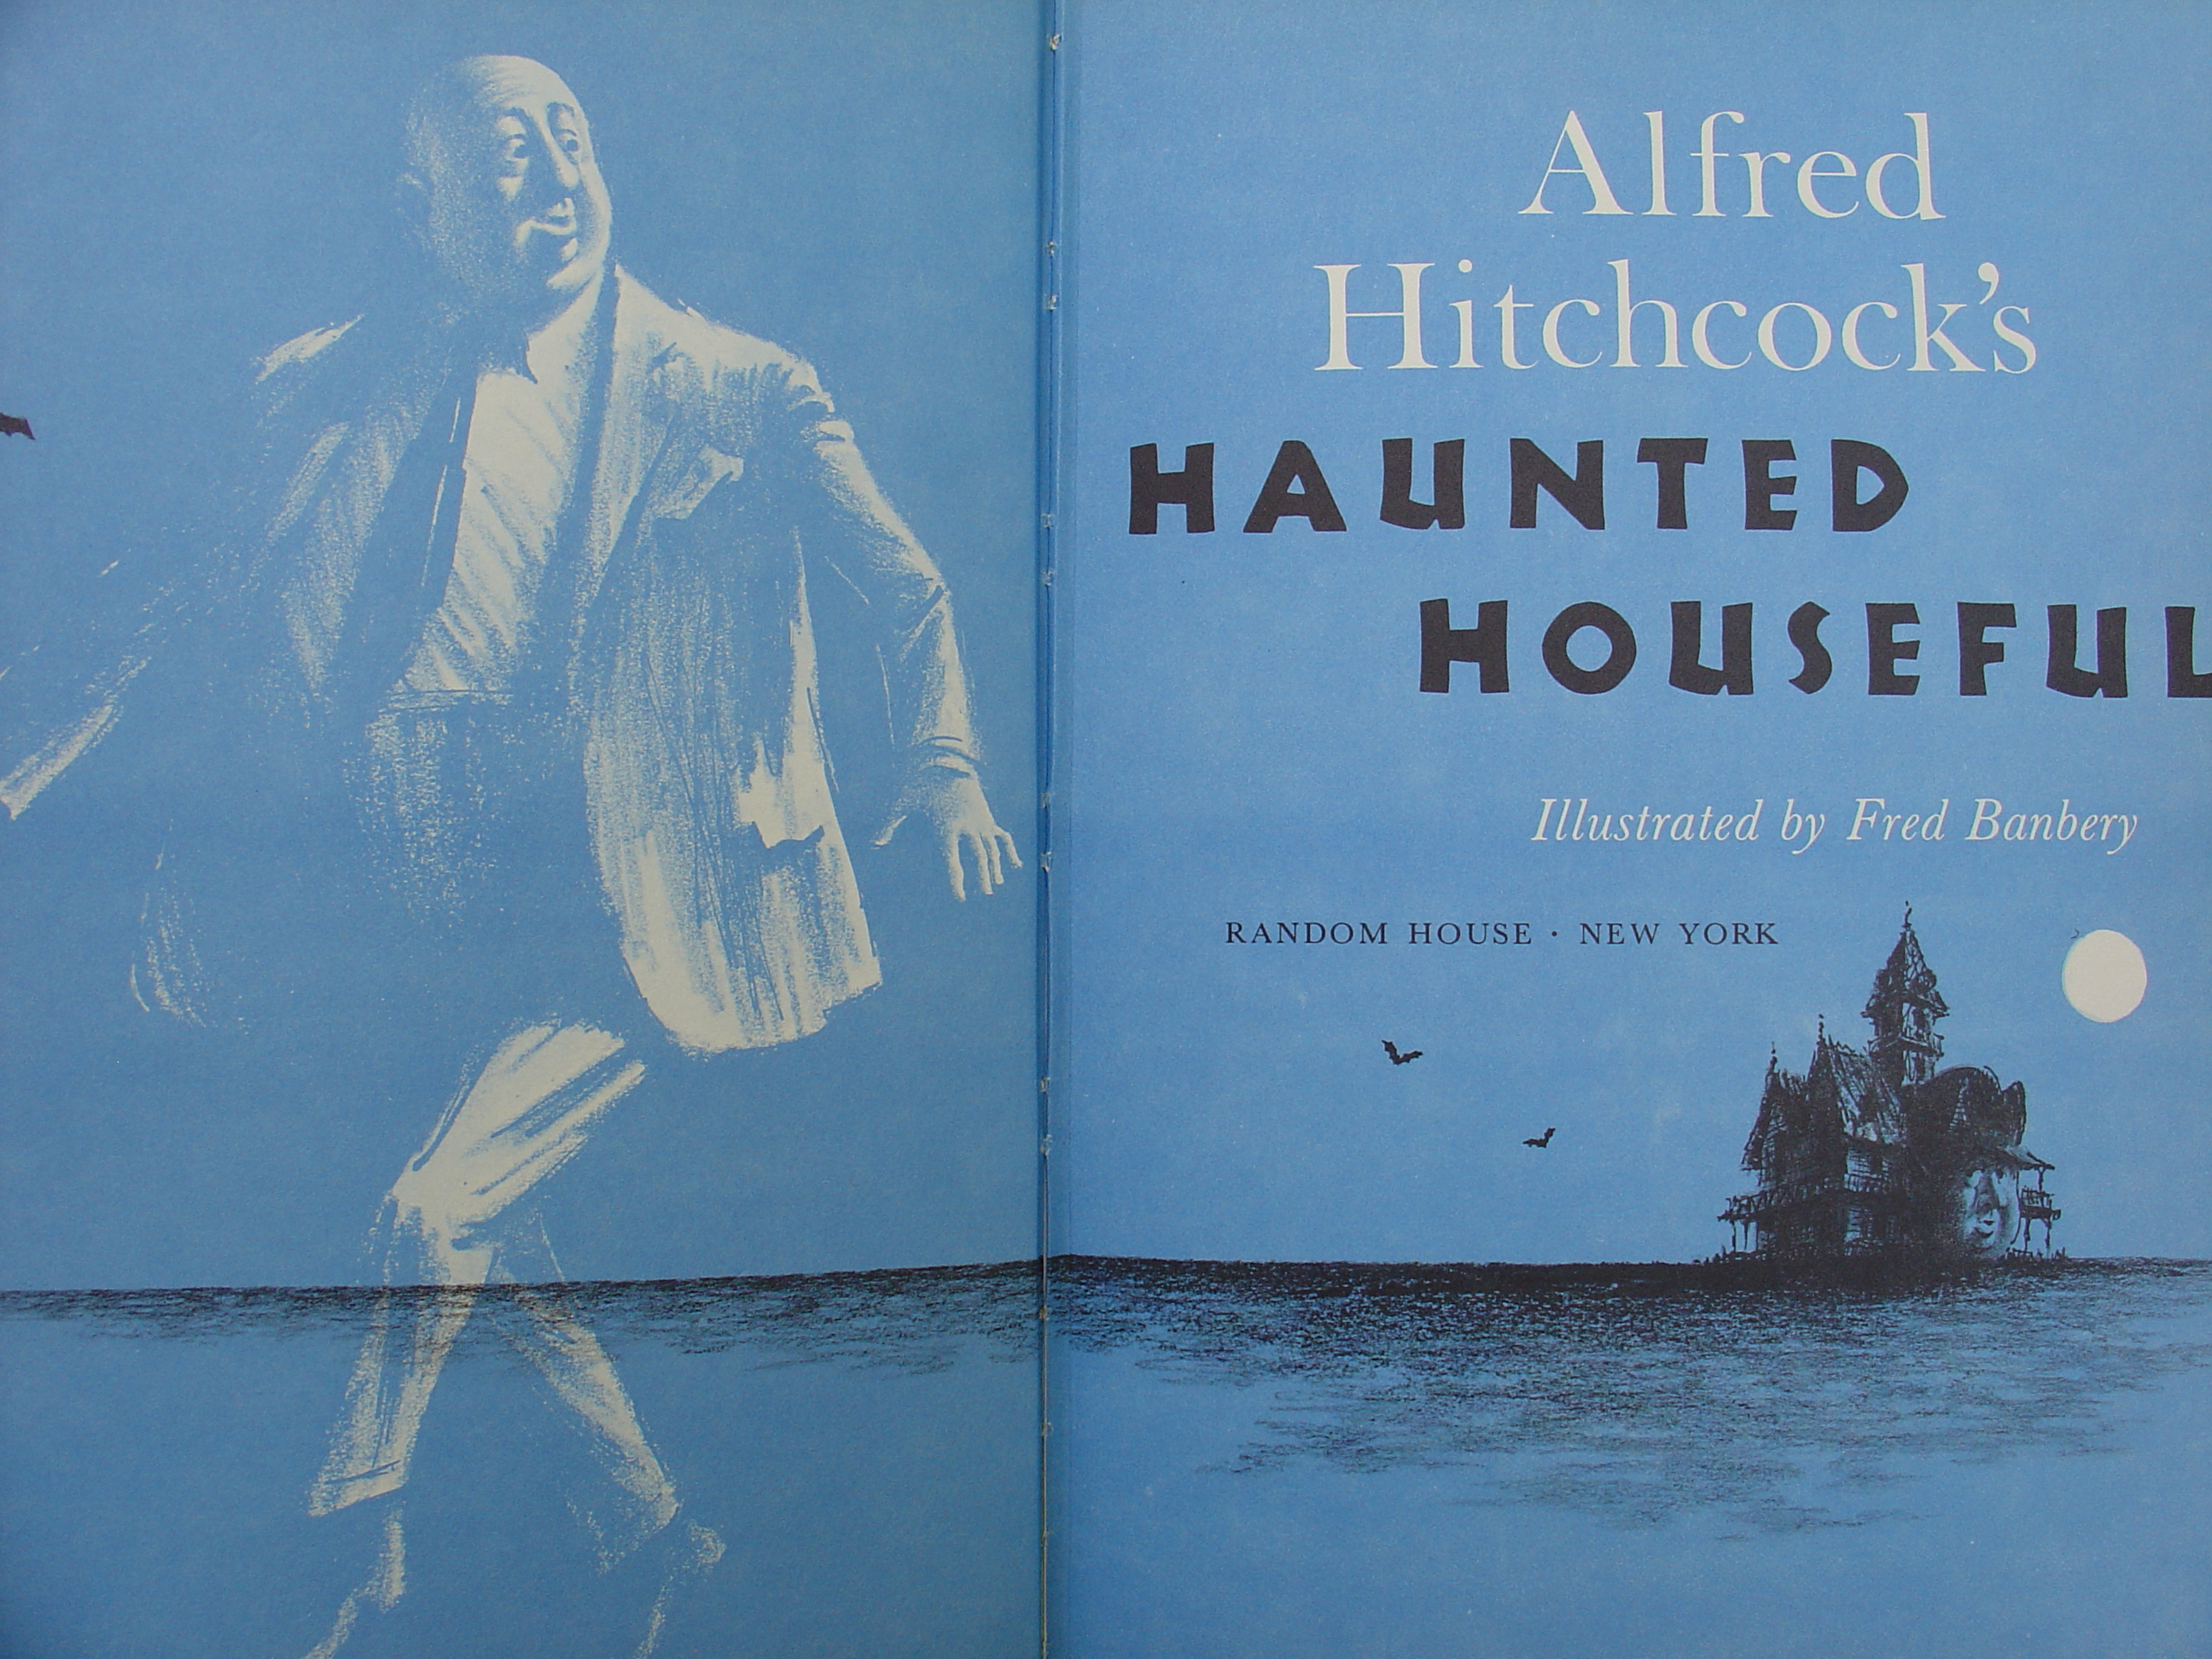 Alfred
Hitchcock's
HAUNTED
HOUSEFUL
Illustrated by Fred Banbery
RANDOM HOUSE · NEW YORK